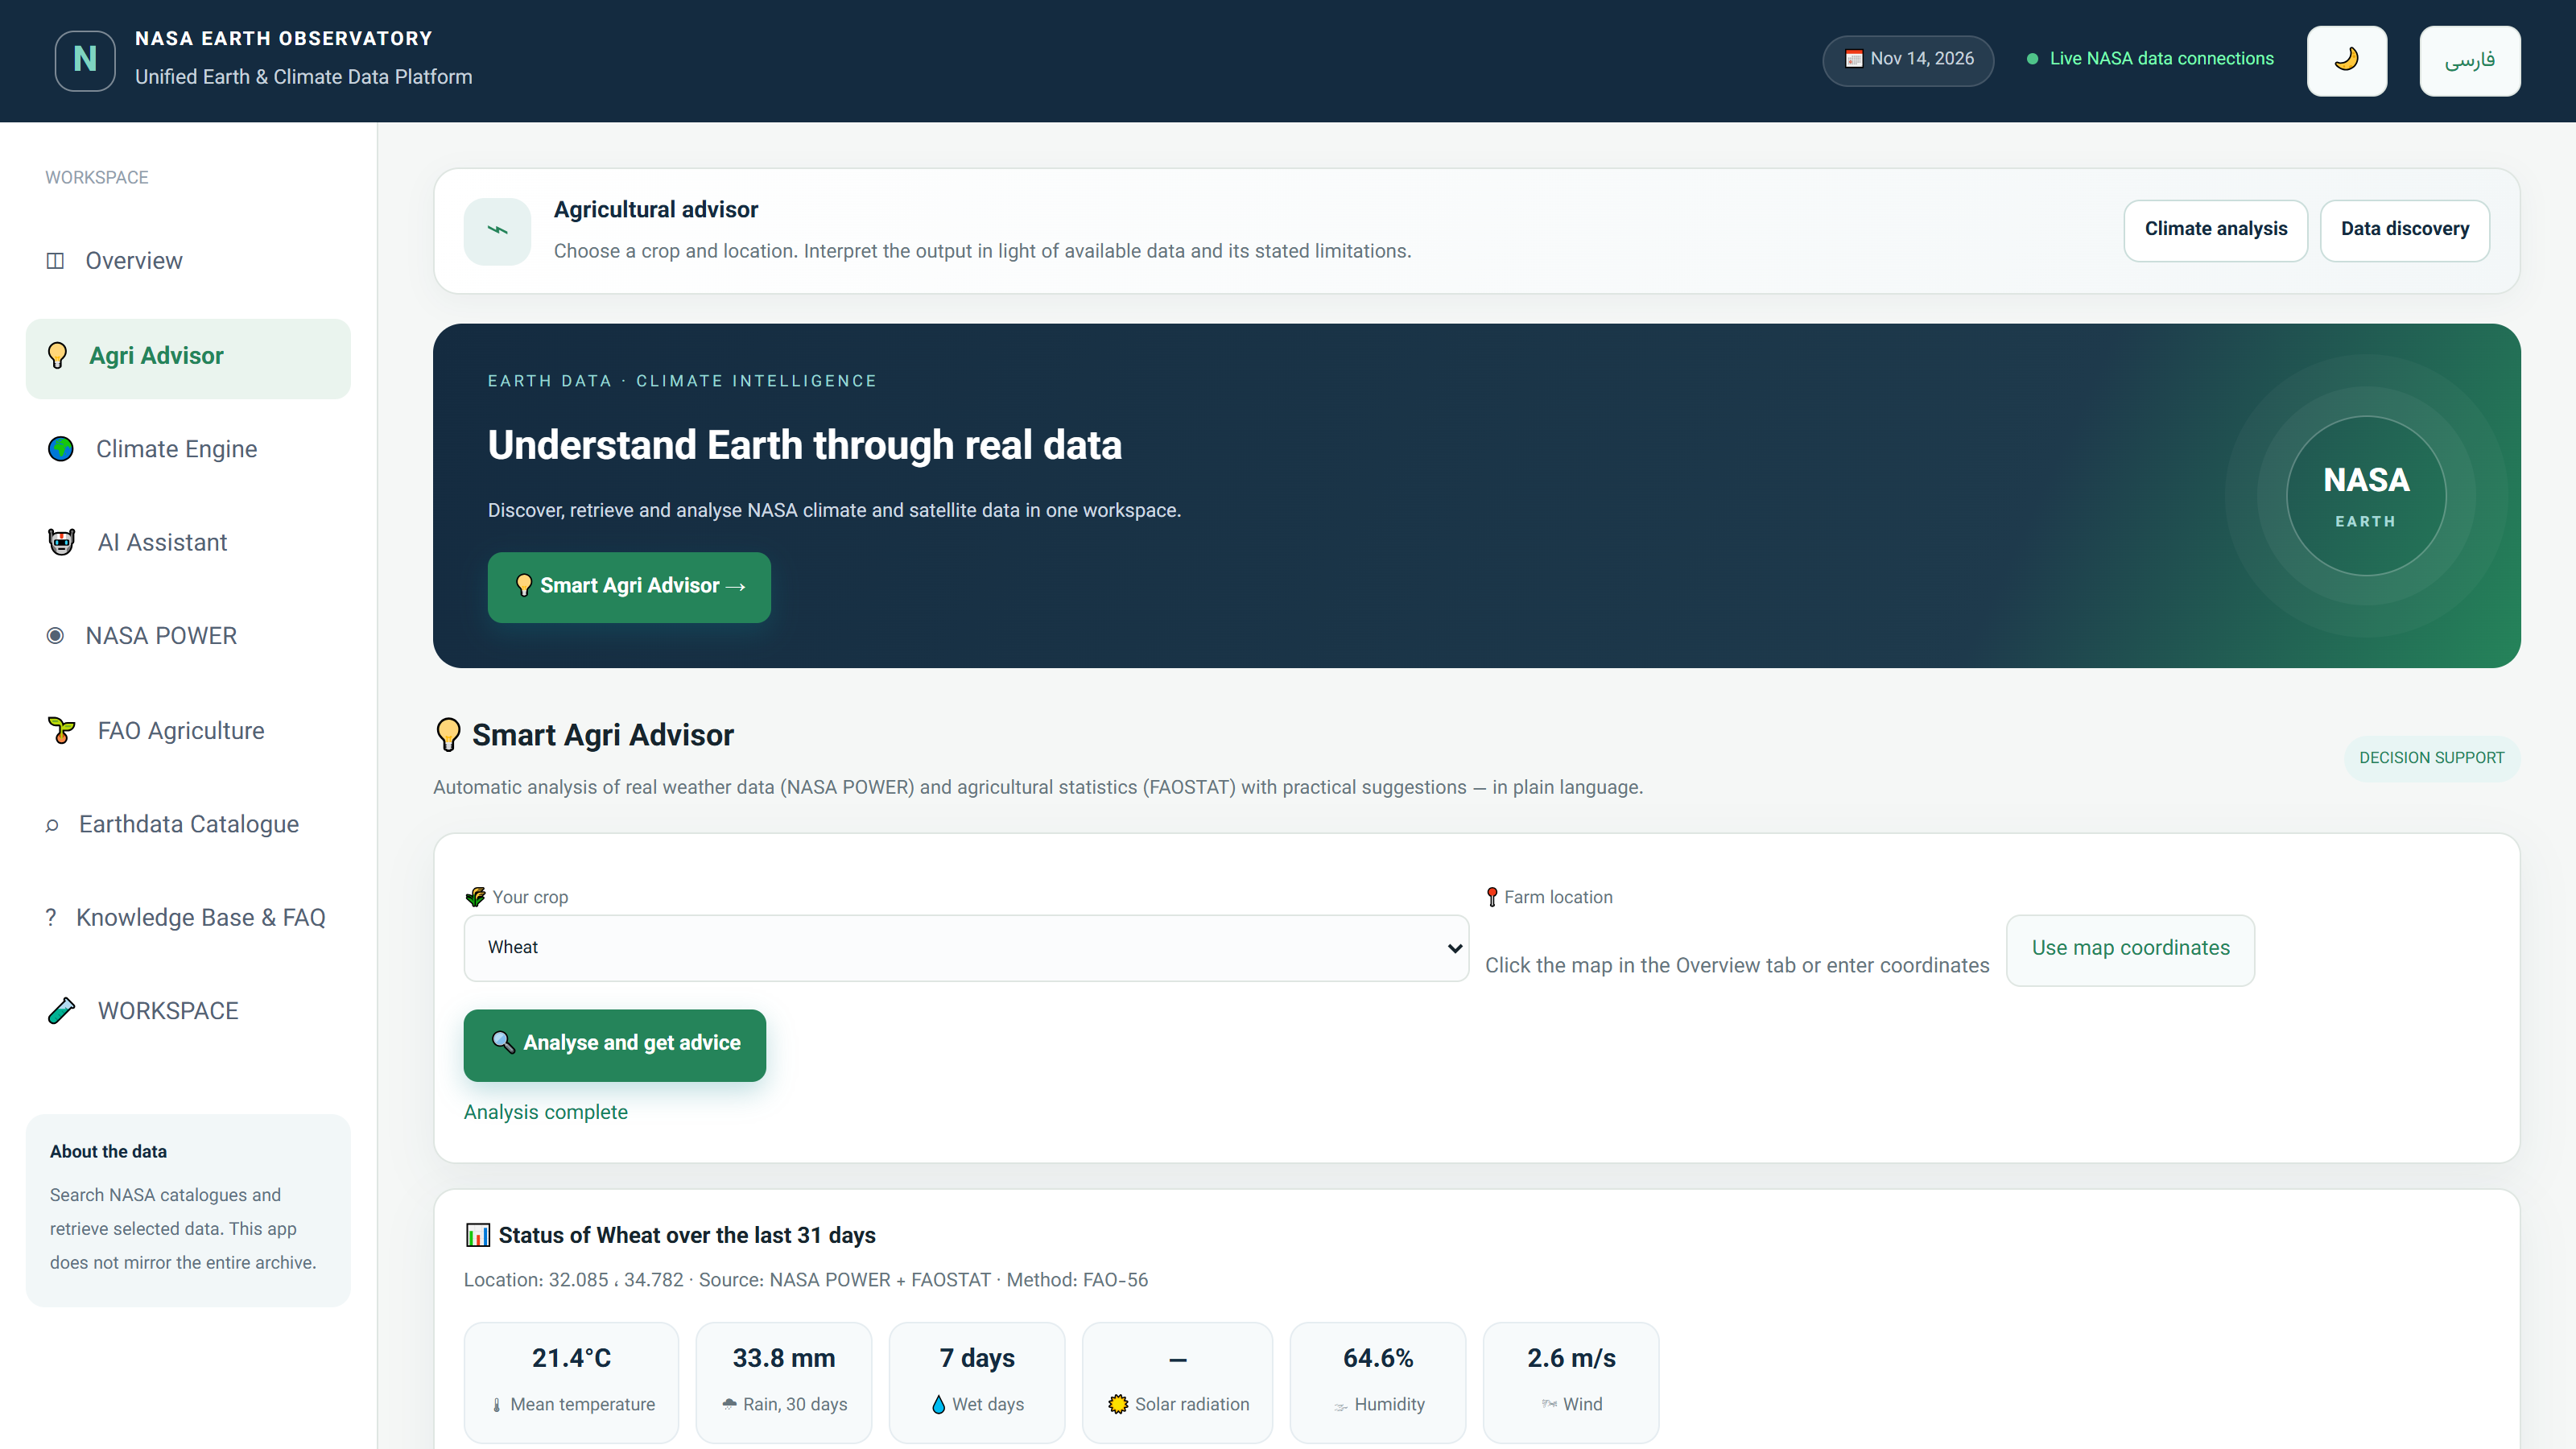 N
NASA EARTH OBSERVATORY
Unified Earth & Climate Data Platform
Nov 14, 2026
Live NASA data connections
فارسی
WORKSPACE
Overview
Agri Advisor
Climate Engine
AI Assistant
NASA POWER
FAO Agriculture
Earthdata Catalogue
? Knowledge Base & FAQ
WORKSPACE
About the data
Search NASA catalogues and
retrieve selected data. This app
does not mirror the entire archive.
Agricultural advisor
Choose a crop and location. Interpret the output in light of available data and its stated limitations.
Climate analysis
Data discovery
EARTH DATA · CLIMATE INTELLIGENCE
Understand Earth through real data
Discover, retrieve and analyse NASA climate and satellite data in one workspace.
Smart Agri Advisor →
NASA
EARTH
Smart Agri Advisor
Automatic analysis of real weather data (NASA POWER) and agricultural statistics (FAOSTAT) with practical suggestions — in plain language.
DECISION SUPPORT
Your crop
Wheat
Farm location
Click the map in the Overview tab or enter coordinates
Use map coordinates
Analyse and get advice
Analysis complete
Status of Wheat over the last 31 days
Location: 32.085 ، 34.782 · Source: NASA POWER + FAOSTAT · Method: FAO-56
21.4°C
Mean temperature
33.8 mm
Rain, 30 days
7 days
Wet days
—
Solar radiation
64.6%
Humidity
2.6 m/s
Wind